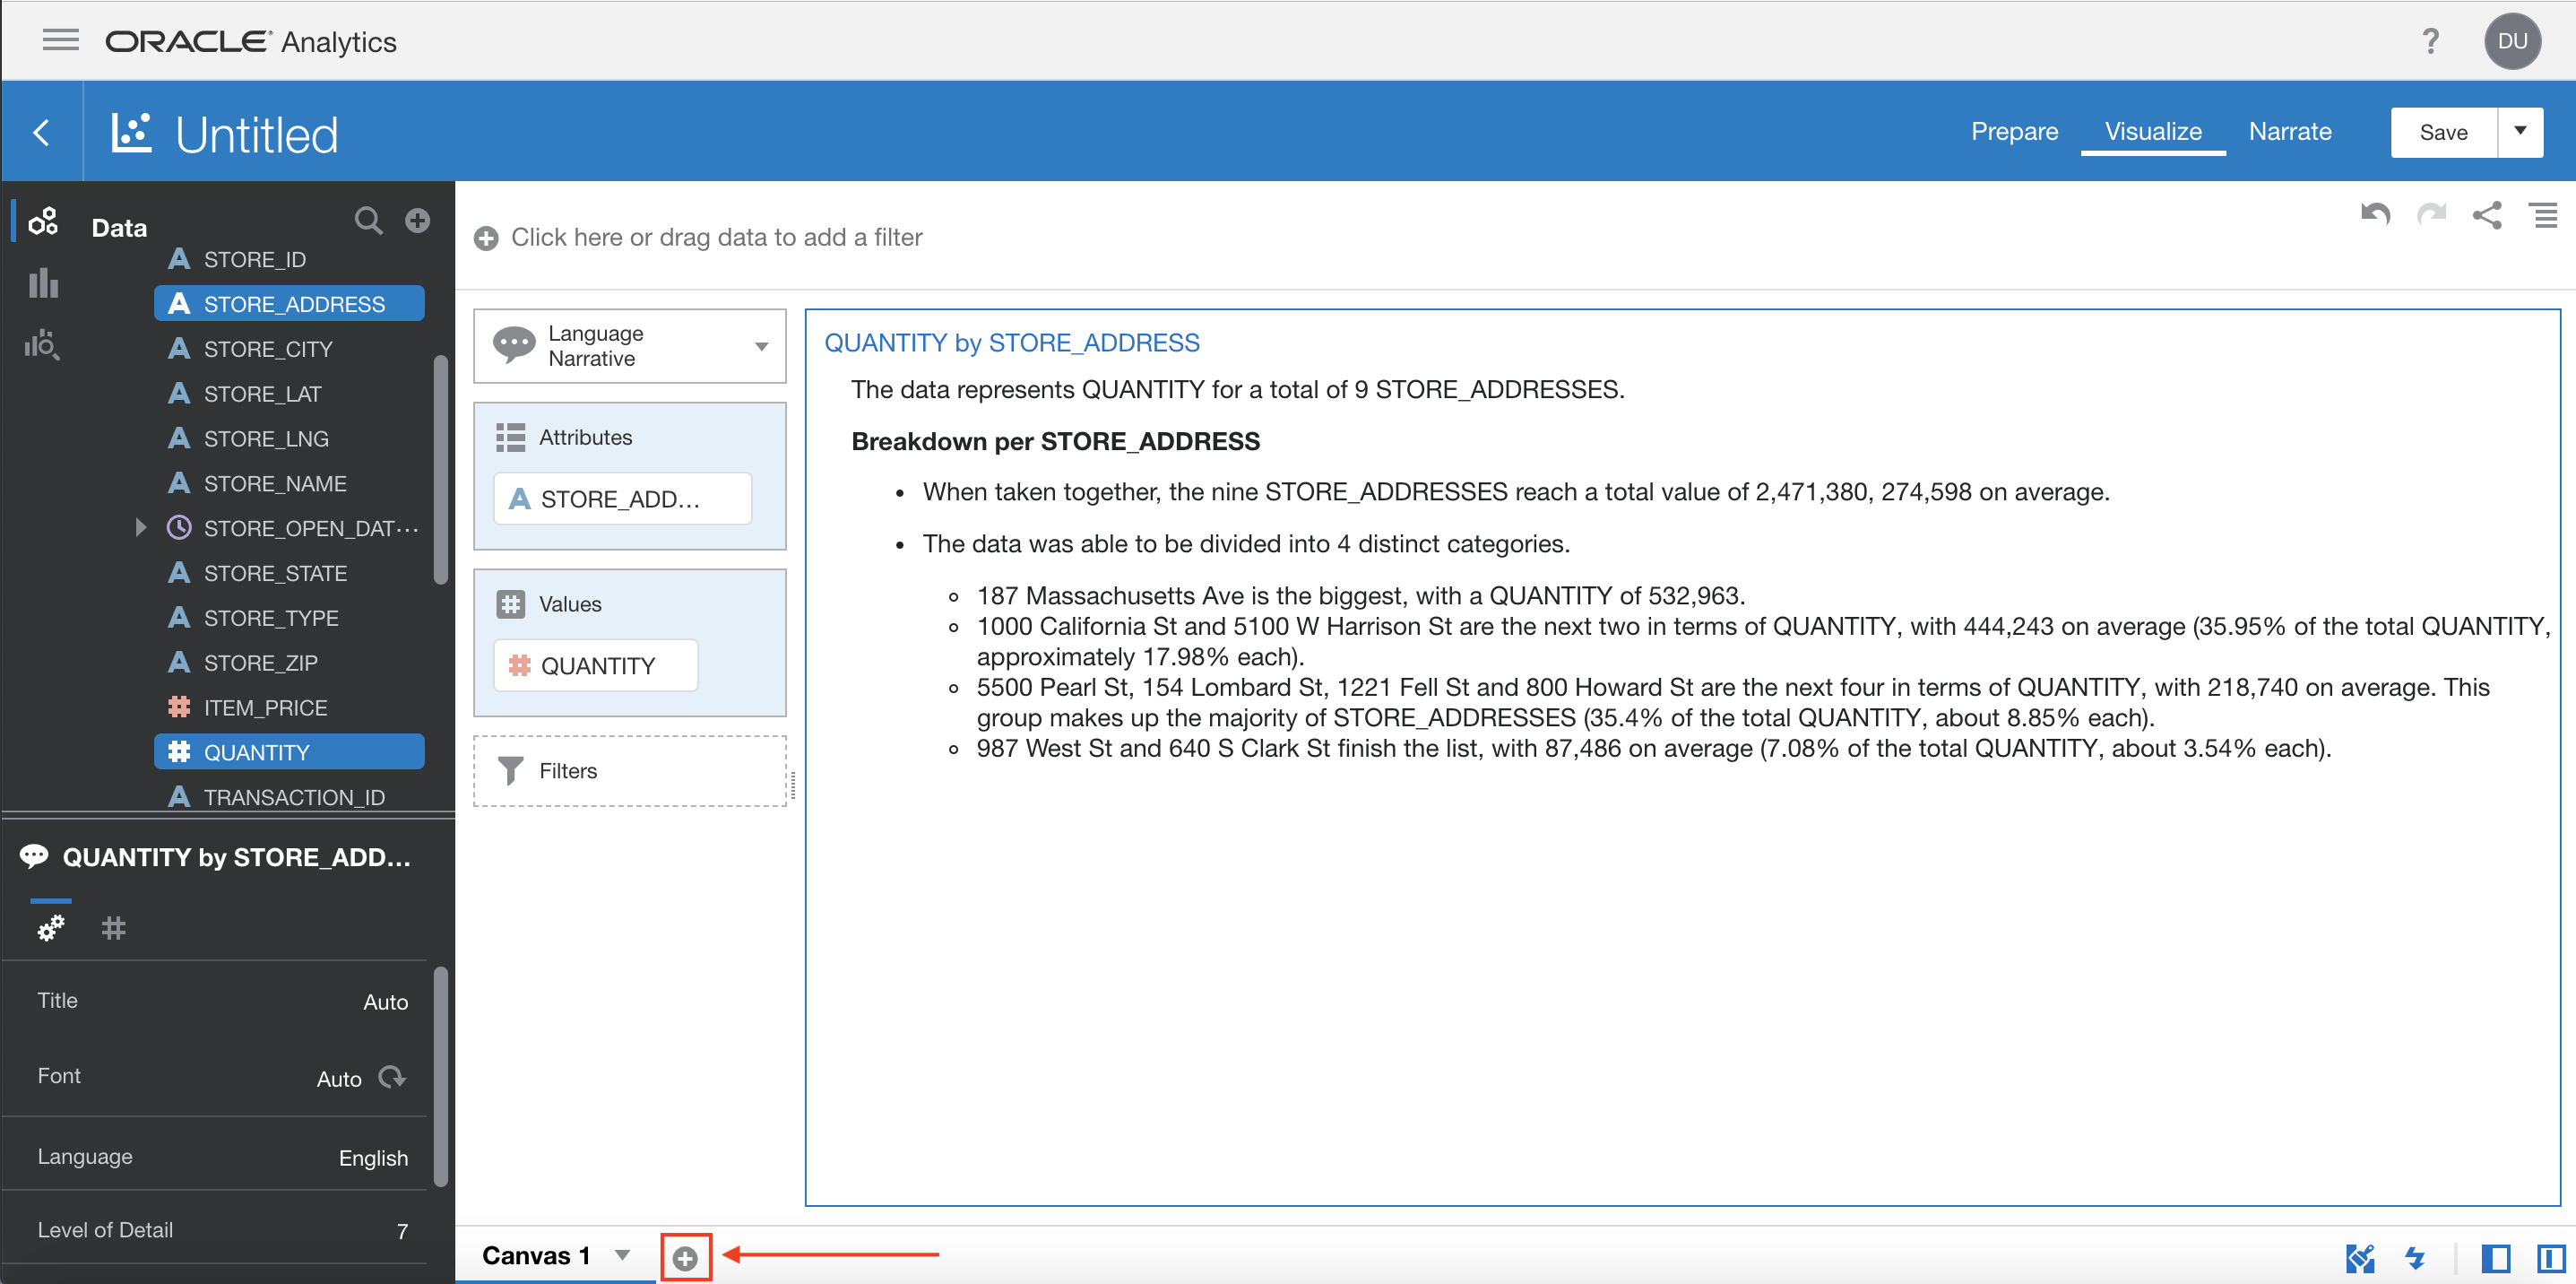 ORACLE Analytics
?
DU
Untitled
Prepare
Visualize
Narrate
Save
Data
A STORE_ID
A STORE_ADDRESS
A STORE_CITY
A STORE_LAT
A STORE_LNG
A STORE_NAME
STORE_OPEN_DAT...
A STORE_STATE
A STORE_TYPE
A STORE_ZIP
# ITEM_PRICE
# QUANTITY
A TRANSACTION_ID
QUANTITY by STORE_ADD...
#
Title Auto
Font Auto
Language English
Level of Detail 7
Click here or drag data to add a filter
Language
Narrative
Attributes
A STORE_ADD...
# Values
# QUANTITY
Filters
QUANTITY by STORE_ADDRESS
The data represents QUANTITY for a total of 9 STORE_ADDRESSES.
Breakdown per STORE_ADDRESS
• When taken together, the nine STORE_ADDRESSES reach a total value of 2,471,380, 274,598 on average.
• The data was able to be divided into 4 distinct categories.
◦ 187 Massachusetts Ave is the biggest, with a QUANTITY of 532,963.
◦ 1000 California St and 5100 W Harrison St are the next two in terms of QUANTITY, with 444,243 on average (35.95% of the total QUANTITY,
approximately 17.98% each).
◦ 5500 Pearl St, 154 Lombard St, 1221 Fell St and 800 Howard St are the next four in terms of QUANTITY, with 218,740 on average. This
group makes up the majority of STORE_ADDRESSES (35.4% of the total QUANTITY, about 8.85% each).
◦ 987 West St and 640 S Clark St finish the list, with 87,486 on average (7.08% of the total QUANTITY, about 3.54% each).
Canvas 1